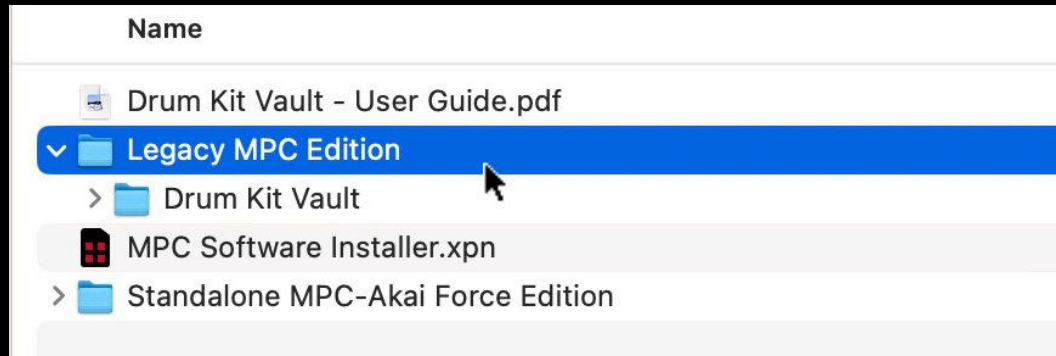 Name
Drum Kit Vault - User Guide.pdf
Legacy MPC Edition
Drum Kit Vault
MPC Software Installer.xpn
Standalone MPC-Akai Force Edition